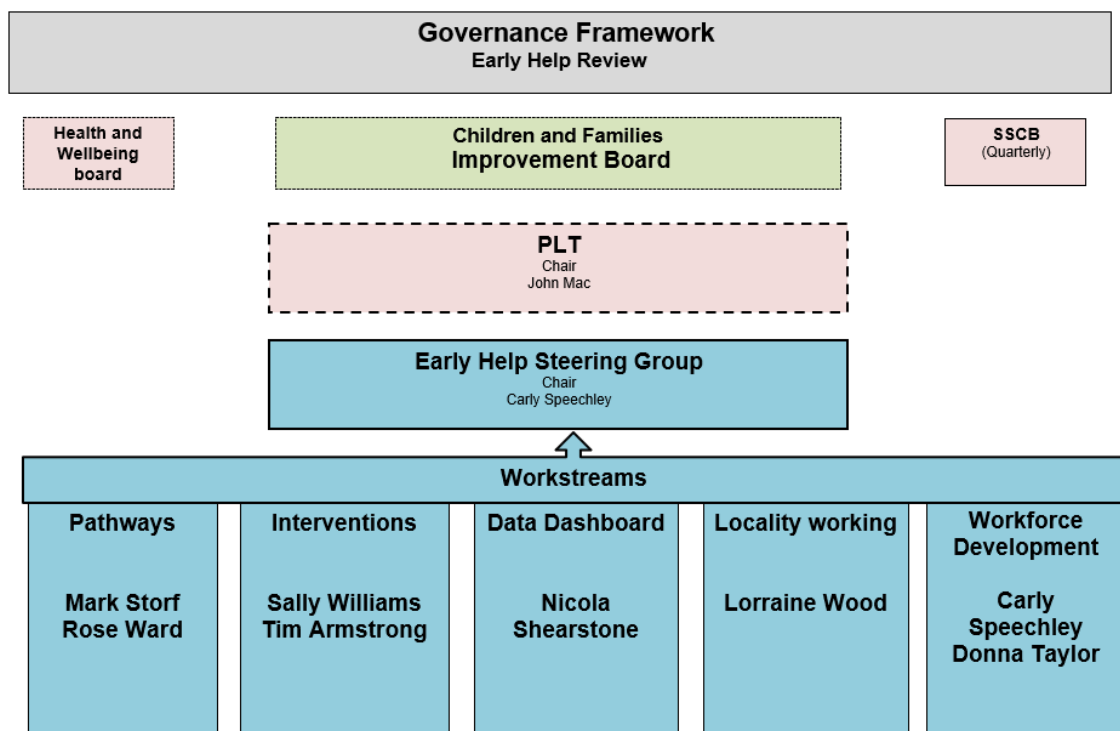 Governance Framework
Early Help Review
Health and
Wellbeing
board
Children and Families
Improvement Board
SSCB
(Quarterly)
PLT
Chair
John Mac
Early Help Steering Group
Chair
Carly Speechley
Workstreams
Pathways
Mark Storf
Rose Ward
Interventions
Sally Williams
Tim Armstrong
Data Dashboard
Nicola
Shearstone
Locality working
Lorraine Wood
Workforce
Development
Carly
Speechley
Donna Taylor